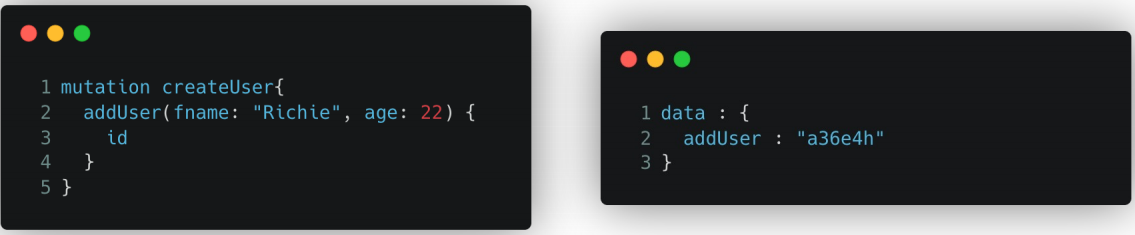 1 mutation createUser{
2   addUser(fname: "Richie", age: 22) {
3     id
4   }
5 }
1 data : {
2   addUser : "a36e4h"
3 }